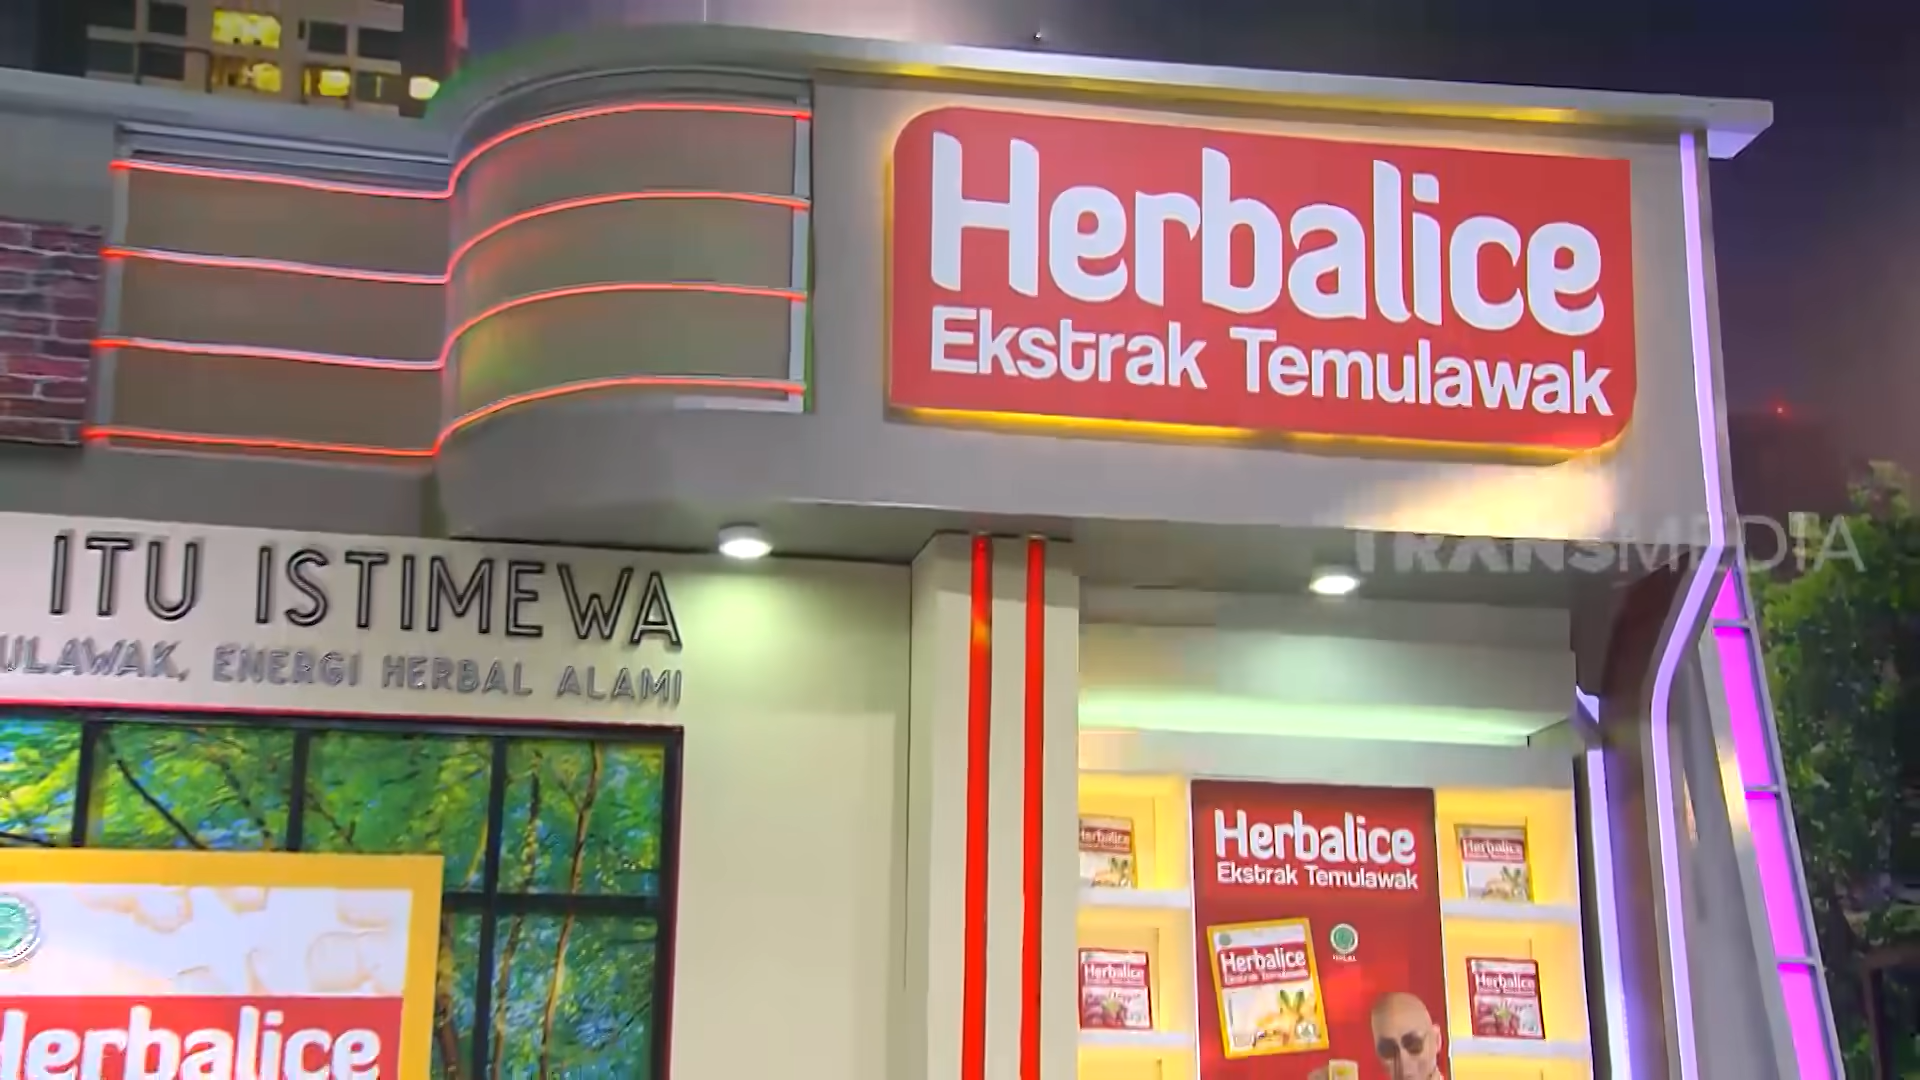 Herbalice
Ekstrak Temulawak
TRANSMEDIA
ITU ISTIMEWA
ULAWAK, ENERGI HERBAL ALAMI
Herbalice
Ekstrak Temulawak
Herbalice
Herbalice
Herbalice
Ekstrak Temulawak
Herbalice
Herbalice
Herbalice